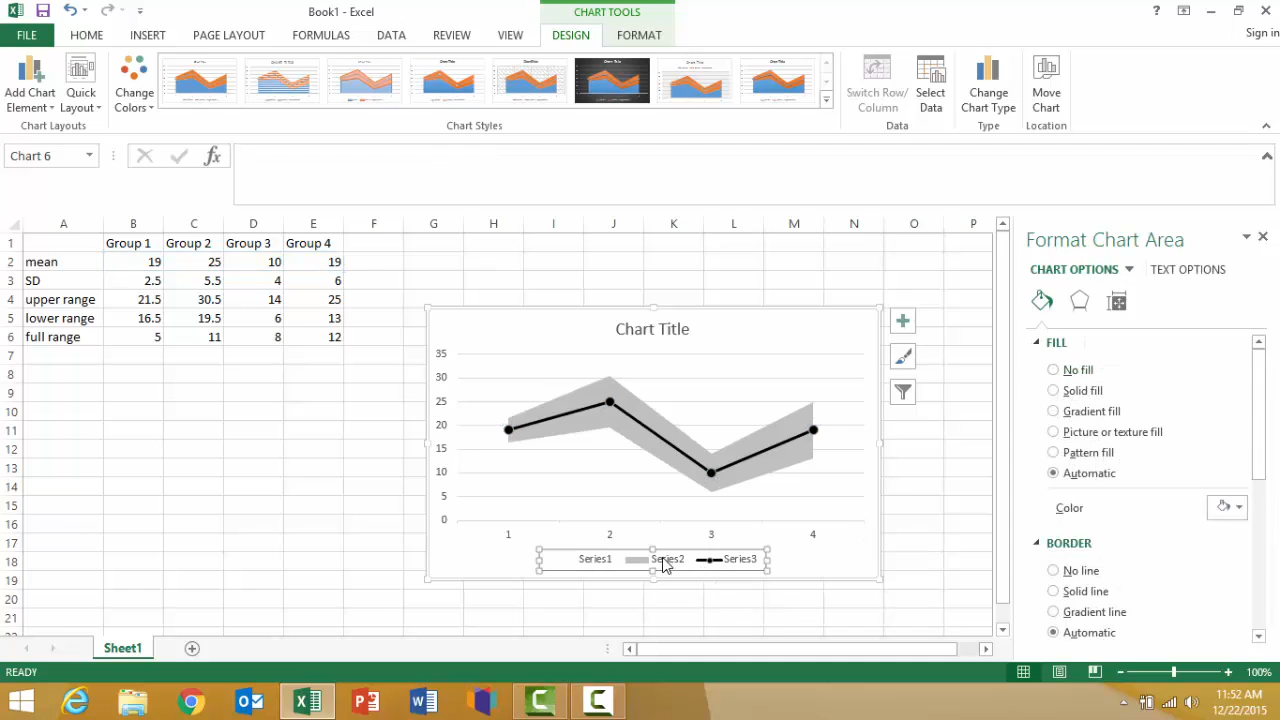 Book1 - Excel
CHART TOOLS
?
FILE HOME INSERT PAGE LAYOUT FORMULAS DATA REVIEW VIEW DESIGN FORMAT Sign in
Add Chart Element Quick Layout Change Colors Switch Row/ Column Select Data Change Chart Type Move Chart
Chart Layouts Chart Styles Data Type Location
Chart 6 fx
A B C D E F G H I J K L M N O P
1 Group 1 Group 2 Group 3 Group 4
2 mean 19 25 10 19
3 SD 2.5 5.5 4 6
4 upper range 21.5 30.5 14 25
5 lower range 16.5 19.5 6 13
6 full range 5 11 8 12
7
8
9
10
11
12
13
14
15
16
17
18
19
20
21
Chart Title
35
30
25
20
15
10
5
0
1 2 3 4
Series1 Series2 Series3
Format Chart Area
CHART OPTIONS TEXT OPTIONS
FILL
No fill
Solid fill
Gradient fill
Picture or texture fill
Pattern fill
Automatic
Color
BORDER
No line
Solid line
Gradient line
Automatic
Sheet1
READY 100%
11:52 AM
12/22/2015